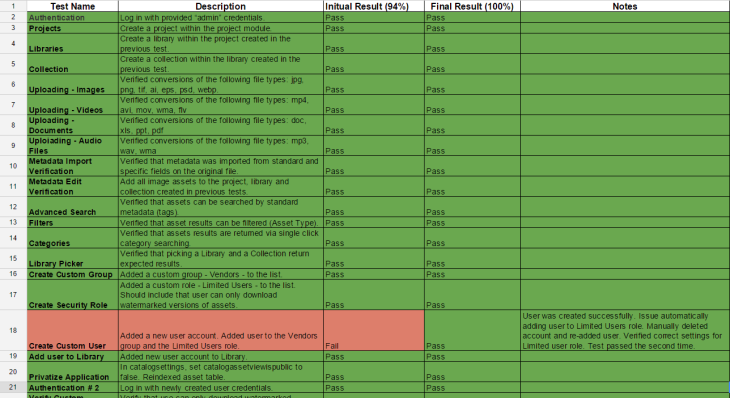 1 Test Name Description Initual Result (94%) Final Result (100%) Notes
2 Authentication Log in with provided "admin" credentials Pass Pass
3 Projects Create a project within the project module. Pass Pass
4 Libraries Create a library within the project created in the
previous test. Pass Pass
5 Collection Create a collection within the library created in the
previous test. Pass Pass
6 Uploading - Images Verified conversions of the following file types: jpg,
png, tif, ai, eps, psd, webp. Pass Pass
7 Uploading - Videos Verified conversions of the following file types: mp4,
avi, mov, wma, flv Pass Pass
8 Uploading -
Documents Verified conversions of the following file types: doc,
xls, ppt, pdf Pass Pass
9 Uploiading - Audio
Files Verified conversions of the following file types: mp3,
wav, wma Pass Pass
10 Metadata Import
Verification Verified that metadata was imported from standard and
specific fields on the original file. Pass Pass
11 Metadata Edit
Verification Add all image assets to the project, library and
collection created in previous tests. Pass Pass
12 Advanced Search Verified that assets can be searched by standard
metadata (tags). Pass Pass
13 Filters Verified that asset results can be filtered (Asset Type). Pass Pass
14 Categories Verified that assets results are returned via single click
category searching. Pass Pass
15 Library Picker Verified that picking a Library and a Collection return
expected results. Pass Pass
16 Create Custom Group Added a custom group - Vendors - to the list. Pass Pass
17 Create Security Role Added a custom role - Limited Users - to the list.
Should include that user can only download
watermarked versions of assets. Pass Pass
18 Create Custom User Added a new user account. Added user to the Vendors
group and the Limited Users role. Fail Pass
User was created successfully. Issue automatically
adding user to Limited Users role. Manually deleted
account and re-added user. Verified correct settings for
Limited user role. Test passed the second time.
19 Add user to Library Added new user account to Library. Pass Pass
20 Privatize Application In catalogsettings, set catalogassetviewispublic to
false. Reindexed asset table. Pass Pass
21 Authentication # 2 Log in with newly created user credentials. Pass Pass